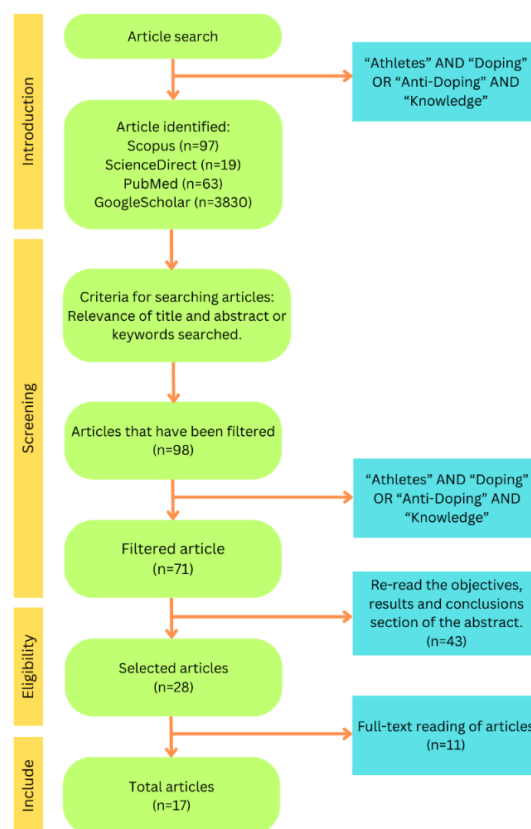 Introduction
Article search
“Athletes” AND “Doping”
OR “Anti-Doping” AND
“Knowledge”
Article identified:
Scopus (n=97)
ScienceDirect (n=19)
PubMed (n=63)
GoogleScholar (n=3830)
Screening
Criteria for searching articles:
Relevance of title and abstract or
keywords searched.
Articles that have been filtered
(n=98)
“Athletes” AND “Doping”
OR “Anti-Doping” AND
“Knowledge”
Filtered article
(n=71)
Re-read the objectives,
results and conclusions
section of the abstract.
(n=43)
Eligibility
Selected articles
(n=28)
Full-text reading of articles
(n=11)
Include
Total articles
(n=17)